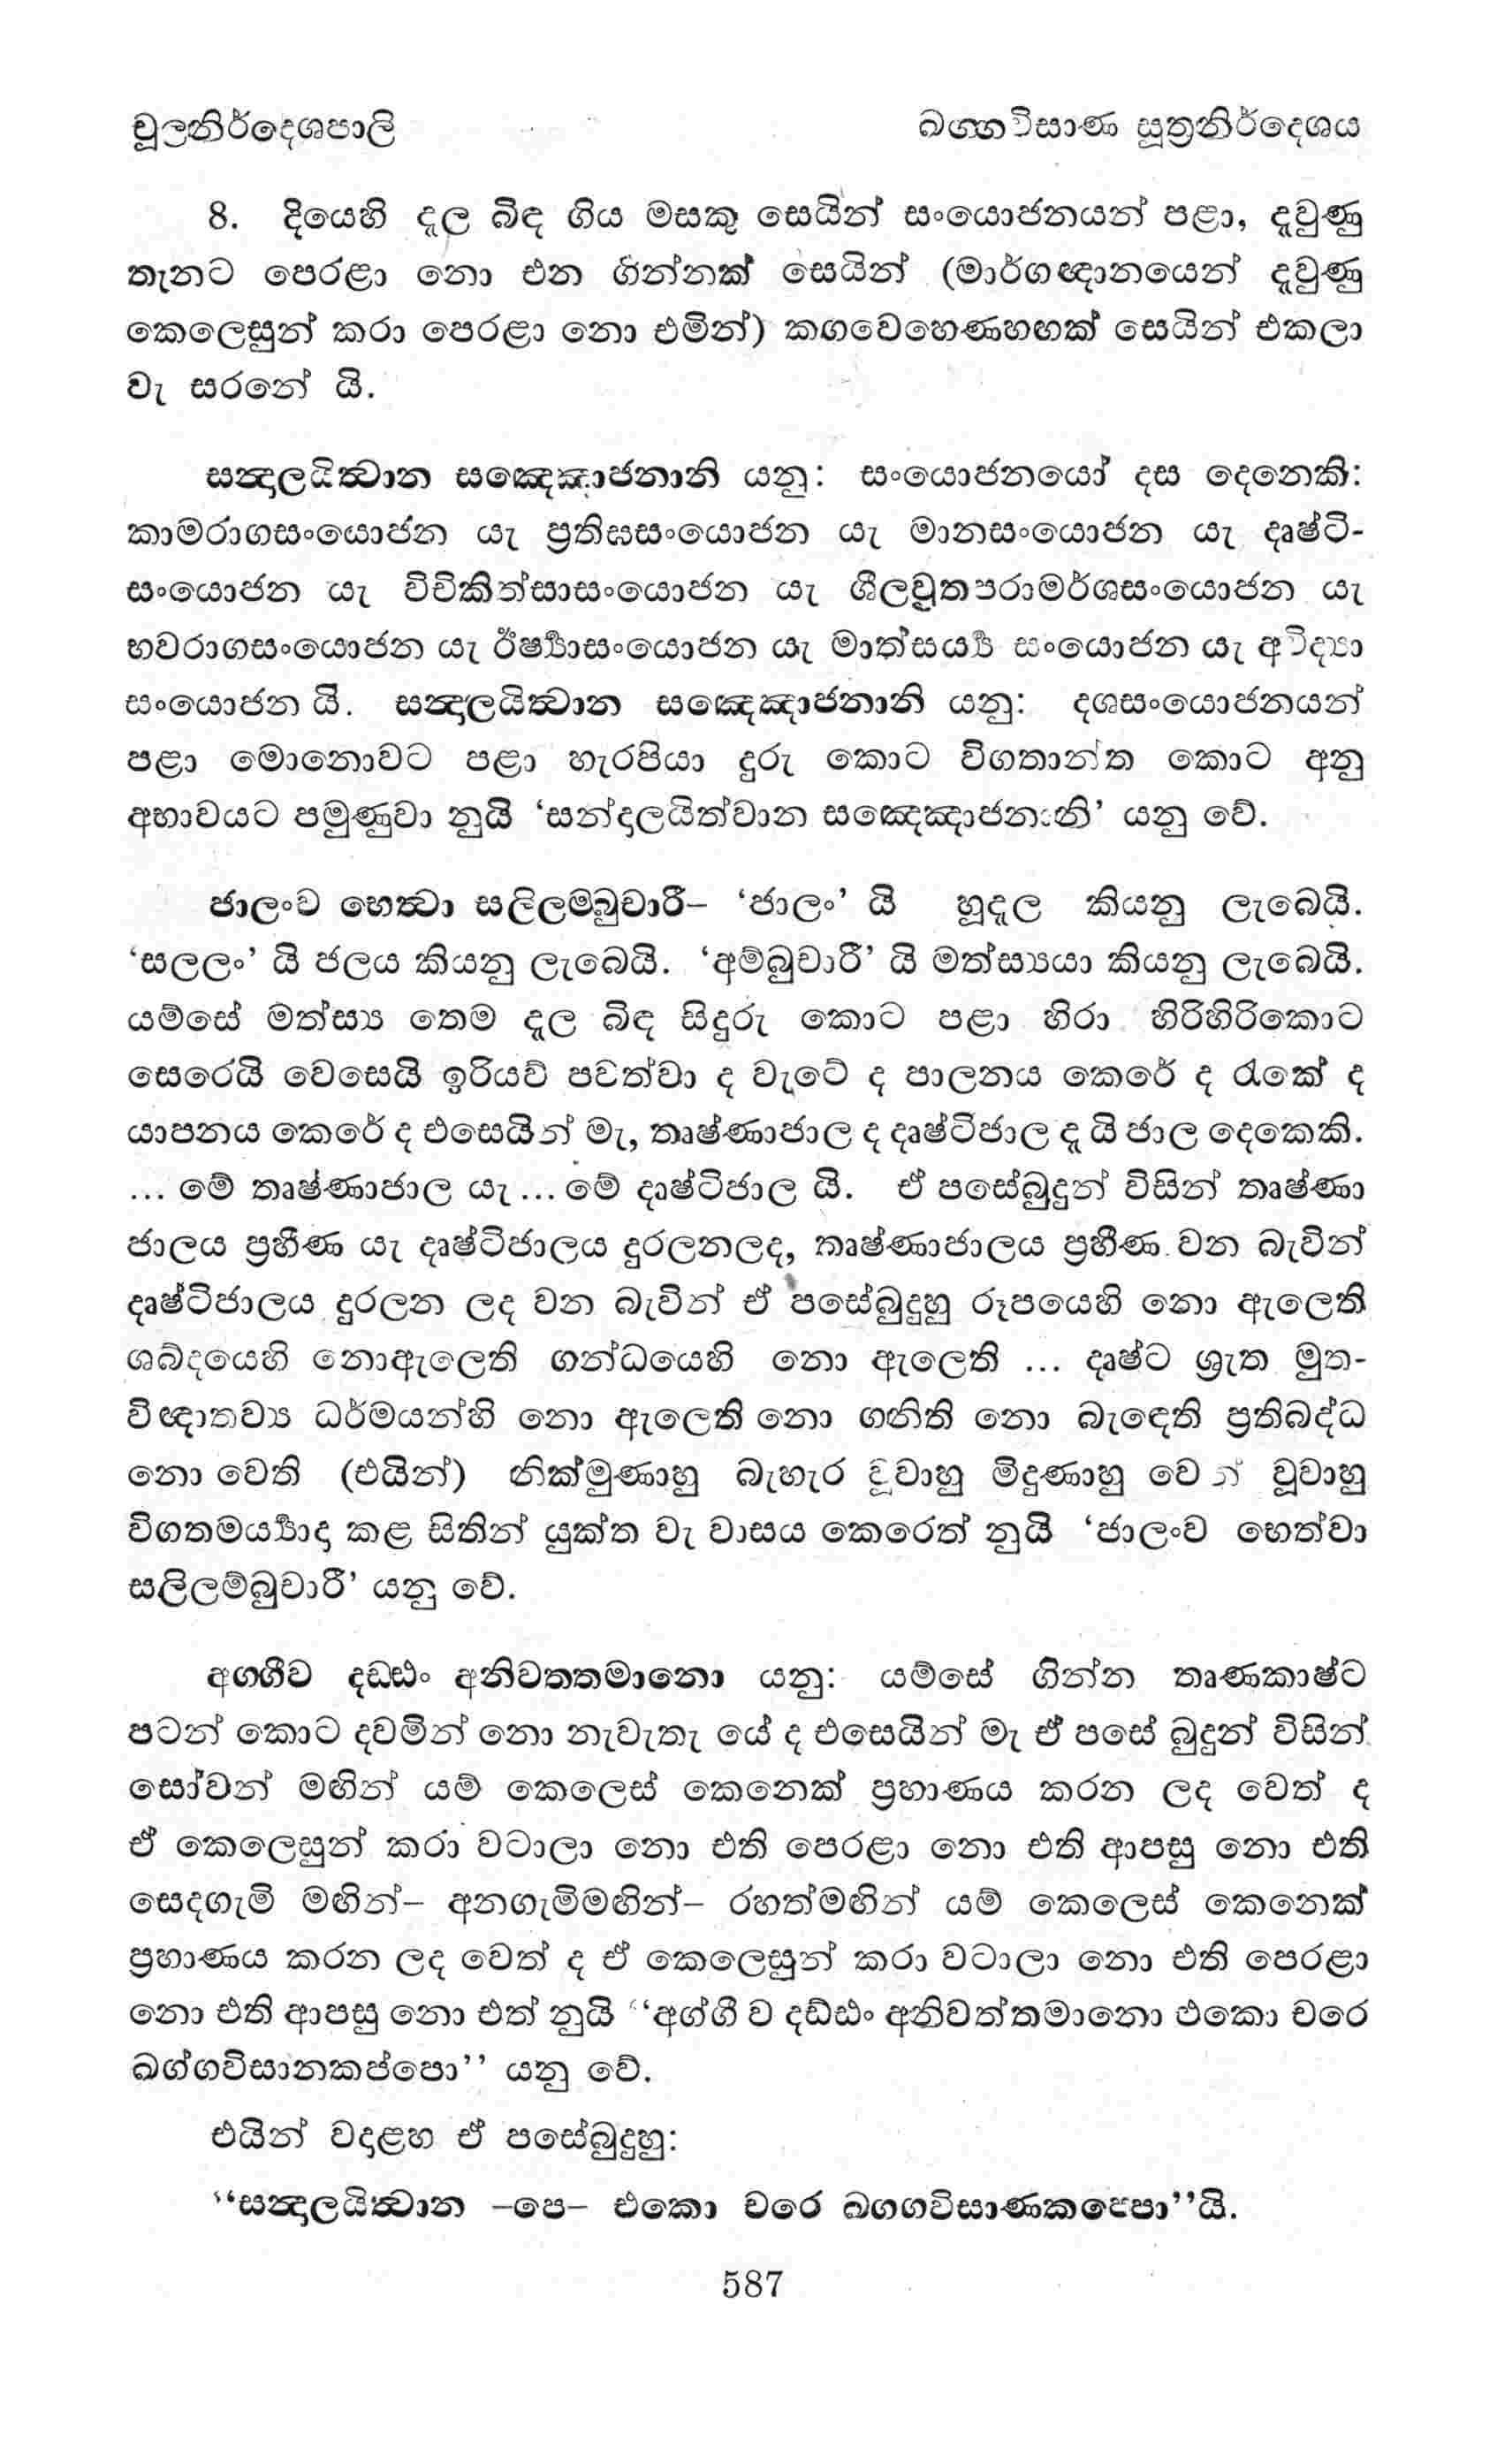 චූලනිර්දෙශපාලි ඛග්ගවිසාණ සූත්‍රනිර්දෙශය
8. දියෙහි දැල බිඳ ගිය මසකු සෙයින් සංයොජනයන් පළා, දැවුණු
තැනට පෙරළා නො එන ගින්නක් සෙයින් (මාර්ගඥානයෙන් දැවුණු
කෙලෙසුන් කරා පෙරළා නො එමින්) කගවෙහෙණහඟක් සෙයින් එකලා
වැ සරනේ යි.
සන්‍දාලයිත්‍වාන සඤ්ඤොජනානි යනු: සංයොජනයෝ දස දෙනෙකි:
කාමරාගසංයොජන යැ ප්‍රතිඝසංයොජන යැ මානසංයොජන යැ දෘෂ්ටි-
සංයොජන යැ විචිකිත්සාසංයොජන යැ ශීලව්‍රතපරාමර්ශසංයොජන යැ
භවරාගසංයොජන යැ ඊර්‍ෂ්‍යාසංයොජන යැ මාත්සර්‍ය්‍ය සංයොජන යැ අවිද්‍යා
සංයොජන යි. සන්‍දාලයිත්‍වාන සඤ්ඤොජනානි යනු: දශසංයොජනයන්
පළා මොනොවට පළා හැරපියා දුරු කොට විගතාන්ත කොට අනු
අභාවයට පමුණුවා නුයි ‘සන්දාලයිත්වාන සඤ්ඤොජනානි’ යනු වේ.
ජාලංව භෙත්‍වා සලිලම්බුචාරී– ‘ජාලං’ යි හූදැල කියනු ලැබෙයි.
‘සලලං’ යි ජලය කියනු ලැබෙයි. ‘අම්බුචාරී’ යි මත්ස්‍යයා කියනු ලැබෙයි.
යම්සේ මත්ස්‍ය තෙම දැල බිඳ සිදුරු කොට පළා හිරා හිරිහිරිකොට
සෙරෙයි වෙසෙයි ඉරියව් පවත්වා ද වැටේ ද පාලනය කෙරේ ද රැකේ ද
යාපනය කෙරේ ද එසෙයින් මැ, තෘෂ්ණාජාල ද දෘෂ්ටිජාල ද යි ජාල දෙකෙකි.
... මේ තෘෂ්ණාජාල යැ ... මේ දෘෂ්ටිජාල යි. ඒ පසේබුදුන් විසින් තෘෂ්ණා
ජාලය ප්‍රහීණ යැ දෘෂ්ටිජාලය දුරලනලද, තෘෂ්ණාජාලය ප්‍රහීණ වන බැවින්
දෘෂ්ටිජාලය දුරලන ලද වන බැවින් ඒ පසේබුදුහු රූපයෙහි නො ඇලෙති
ශබ්දයෙහි නොඇලෙති ගන්ධයෙහි නො ඇලෙති ... දෘෂ්ට ශ්‍රැත මුත-
විඥාතව්‍ය ධර්මයන්හි නො ඇලෙති නො ගනිති නො බැඳෙති ප්‍රතිබද්ධ
නො වෙති (එයින්) නික්මුණාහු බැහැර වූවාහු මිදුණාහු වෙන් වූවාහු
විගතමර්‍ය්‍යාද කළ සිතින් යුක්ත වැ වාසය කෙරෙත් නුයි ‘ජාලංව භෙත්වා
සලිලම්බුචාරී’ යනු වේ.
අග්ගීව දඩ්ඪං අනිවත්තමානො යනු: යම්සේ ගින්න තෘණකාෂ්ට
පටන් කොට දවමින් නො නැවැතැ යේ ද එසෙයින් මැ ඒ පසේ බුදුන් විසින්
සෝවන් මඟින් යම් කෙලෙස් කෙනෙක් ප්‍රහාණය කරන ලද වෙත් ද
ඒ කෙලෙසුන් කරා වටාලා නො එති පෙරළා නො එති ආපසු නො එති
සෙදගැමි මඟින්– අනගැමිමඟින්– රහත්මඟින් යම් කෙලෙස් කෙනෙක්
ප්‍රහාණය කරන ලද වෙත් ද ඒ කෙලෙසුන් කරා වටාලා නො එති පෙරළා
නො එති ආපසු නො එත් නුයි “අග්ගී ව දඩ්ඪං අනිවත්තමානො එකො චරෙ
ඛග්ගවිසානකප්පො” යනු වේ.
එයින් වදාළහ ඒ පසේබුදුහු:
“සන්‍දාලයිත්‍වාන –පෙ– එකො චරෙ ඛග්ගවිසාණකප්පො”යි.
587